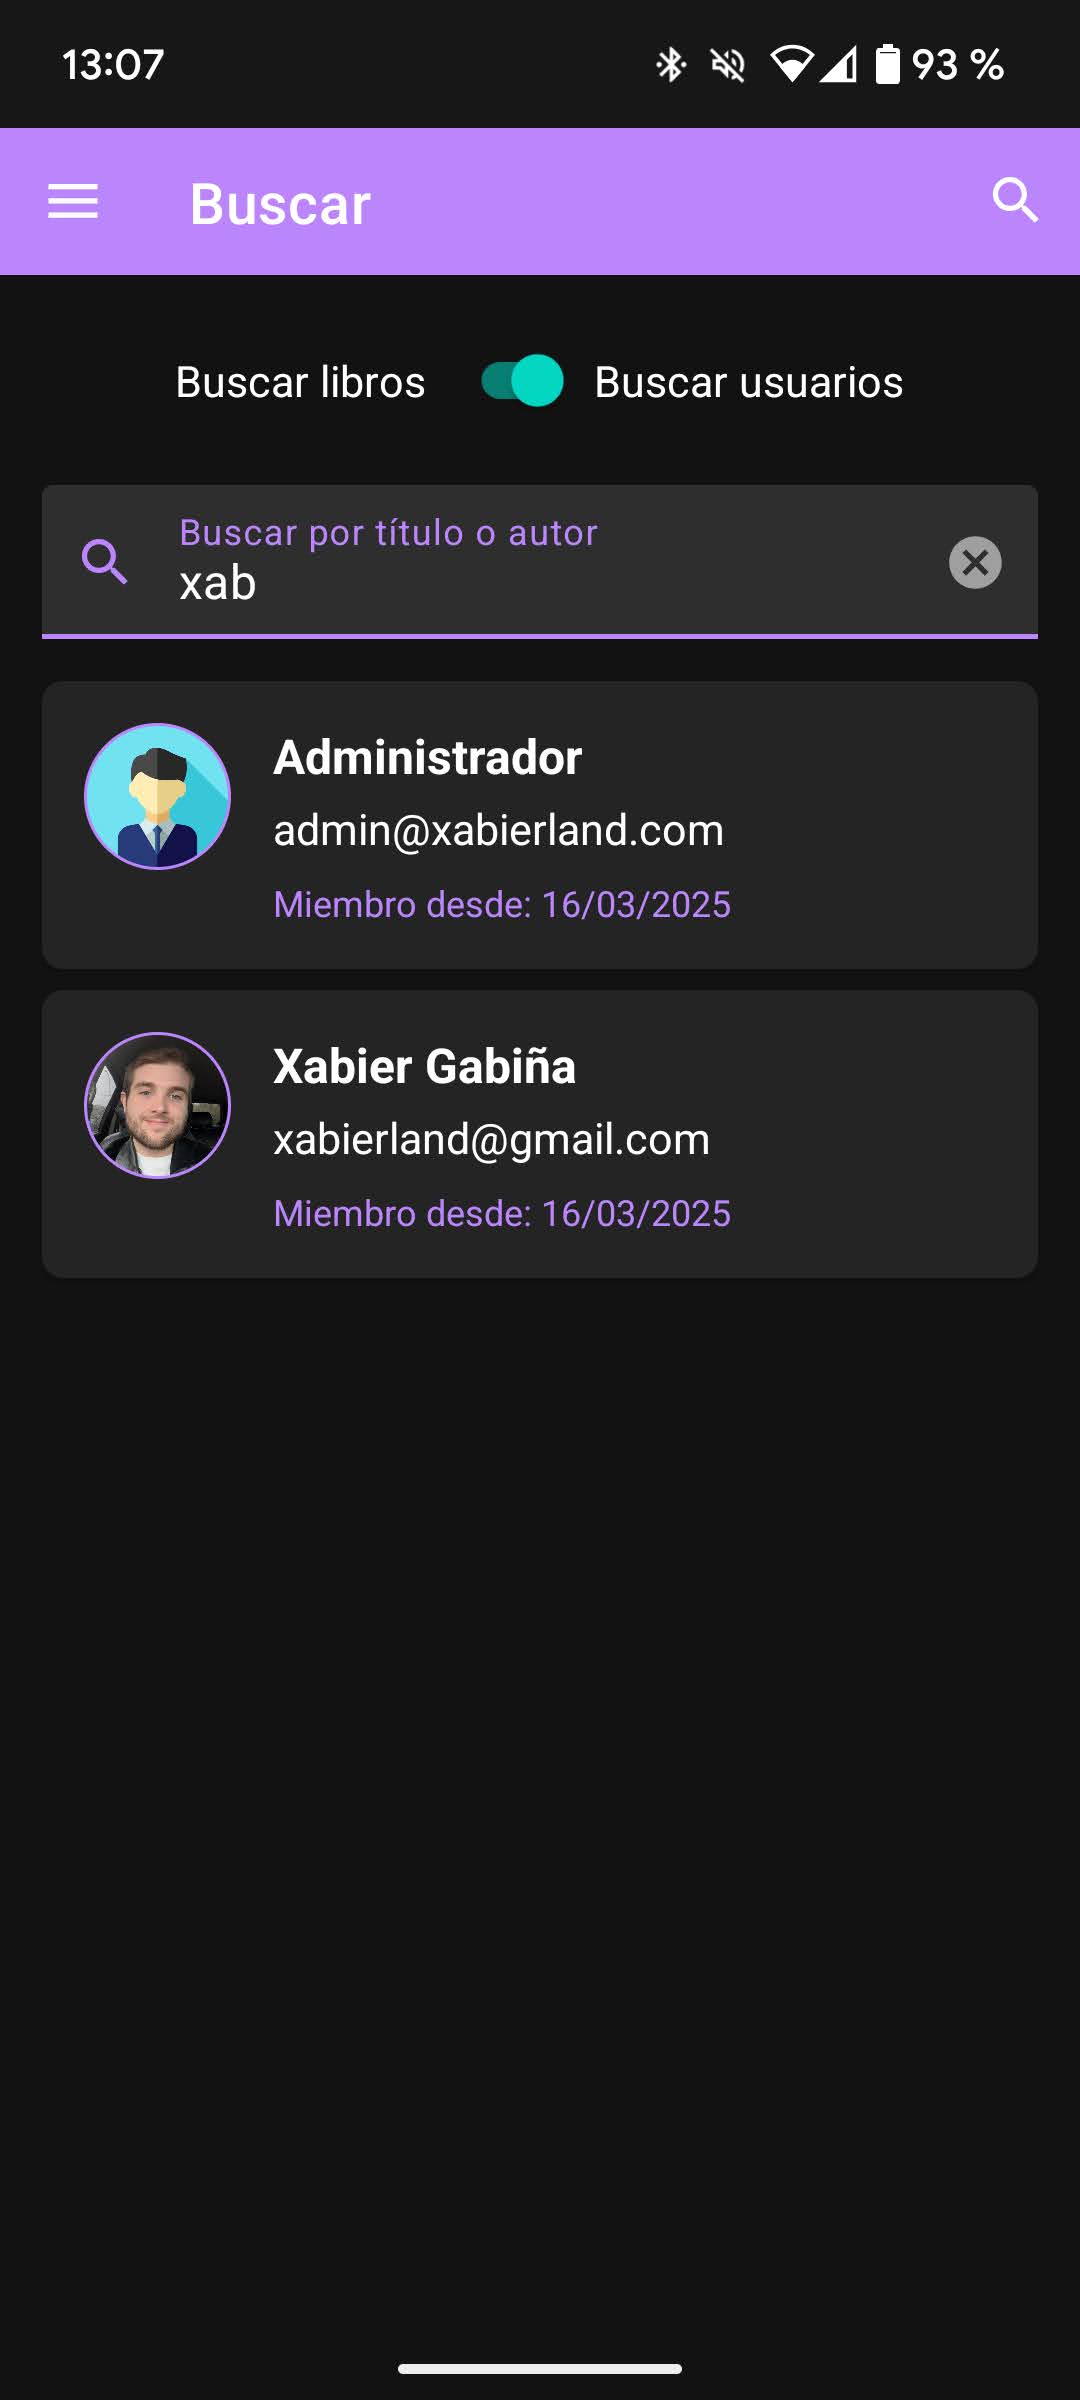 13:07 93 %
Buscar
Buscar libros Buscar usuarios
Buscar por título o autor
xab
Administrador
admin@xabierland.com
Miembro desde: 16/03/2025
Xabier Gabiña
xabierland@gmail.com
Miembro desde: 16/03/2025